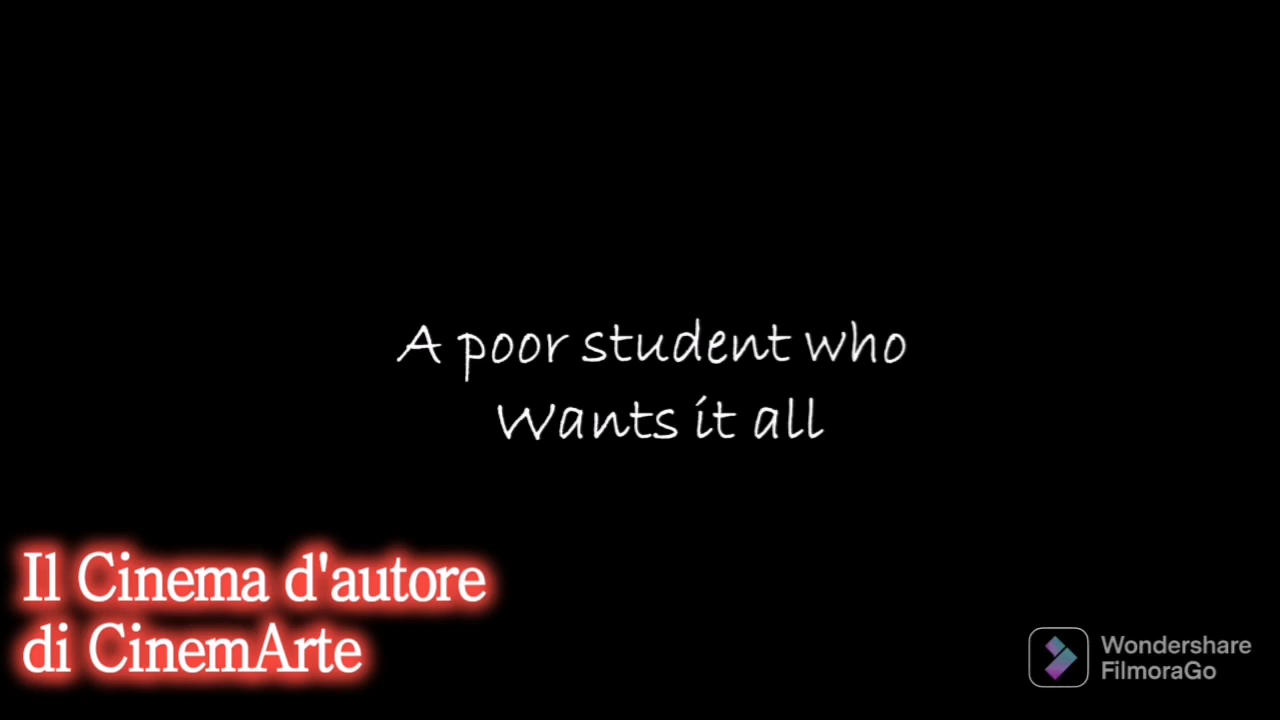 A poor student who
Wants it all
Il Cinema d'autore
di CinemArte
Wondershare
FilmoraGo